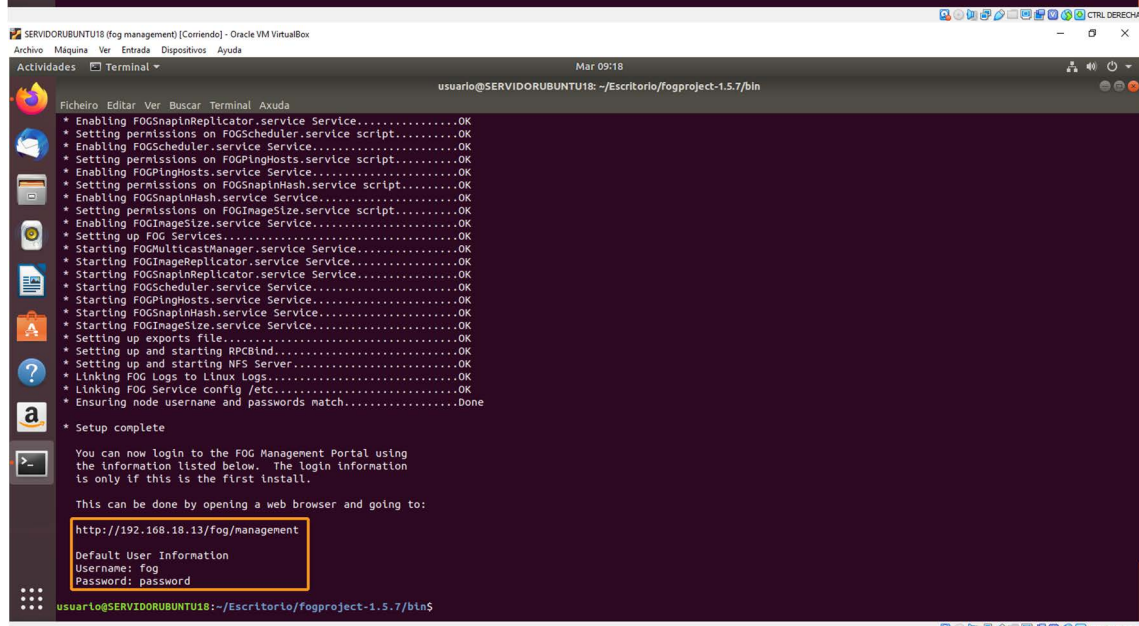 CTRL DERECHA
SERVIDORUBUNTU18 (fog management) [Corriendo] - Oracle VM VirtualBox
Archivo Máquina Ver Entrada Dispositivos Ayuda
Actividades Terminal Mar 09:18
usuario@SERVIDORUBUNTU18: ~/Escritorio/fogproject-1.5.7/bin
Ficheiro Editar Ver Buscar Terminal Axuda
* Enabling FOGSnapinReplicator.service Service................OK
* Setting permissions on FOGScheduler.service script..........OK
* Enabling FOGScheduler.service Service.......................OK
* Setting permissions on FOGPingHosts.service script..........OK
* Enabling FOGPingHosts.service Service.......................OK
* Setting permissions on FOGSnapinHash.service script.........OK
* Enabling FOGSnapinHash.service Service......................OK
* Setting permissions on FOGImageSize.service script..........OK
* Enabling FOGImageSize.service Service.......................OK
* Setting up FOG Services.....................................OK
* Starting FOGMulticastManager.service Service................OK
* Starting FOGImageReplicator.service Service.................OK
* Starting FOGSnapinReplicator.service Service................OK
* Starting FOGScheduler.service Service.......................OK
* Starting FOGPingHosts.service Service.......................OK
* Starting FOGSnapinHash.service Service......................OK
* Starting FOGImageSize.service Service.......................OK
* Setting up exports file.....................................OK
* Setting up and starting RPCBind.............................OK
* Setting up and starting NFS Server..........................OK
* Linking FOG Logs to Linux Logs..............................OK
* Linking FOG Service config /etc.............................OK
* Ensuring node username and passwords match..................Done
* Setup complete
You can now login to the FOG Management Portal using
the information listed below.  The login information
is only if this is the first install.
This can be done by opening a web browser and going to:
http://192.168.18.13/fog/management
Default User Information
Username: fog
Password: password
usuario@SERVIDORUBUNTU18:~/Escritorio/fogproject-1.5.7/bin$